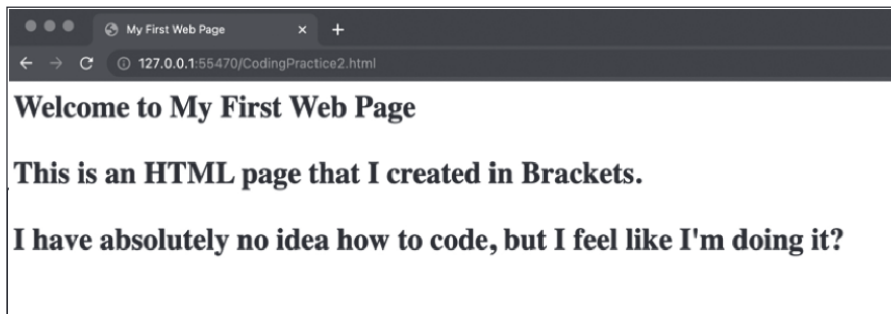 My First Web Page
127.0.0.1:55470/CodingPractice2.html
Welcome to My First Web Page
This is an HTML page that I created in Brackets.
I have absolutely no idea how to code, but I feel like I'm doing it?